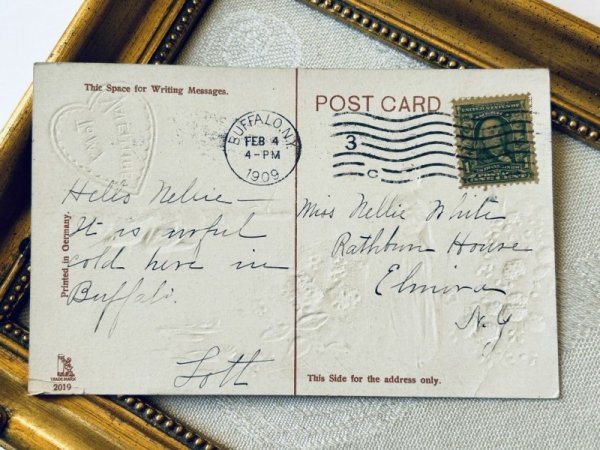 This Space for Writing Messages.
POST CARD
BUFFALO, N.Y.
FEB 4
4-PM
1909
3
C
Hello Nellie—
It is awful
cold here in
Buffalo.
Lott
Miss Nellie White
Rathbun House
Elmira
N.Y
Printed in Germany.
TRADE MARK
2019
This Side for the address only.